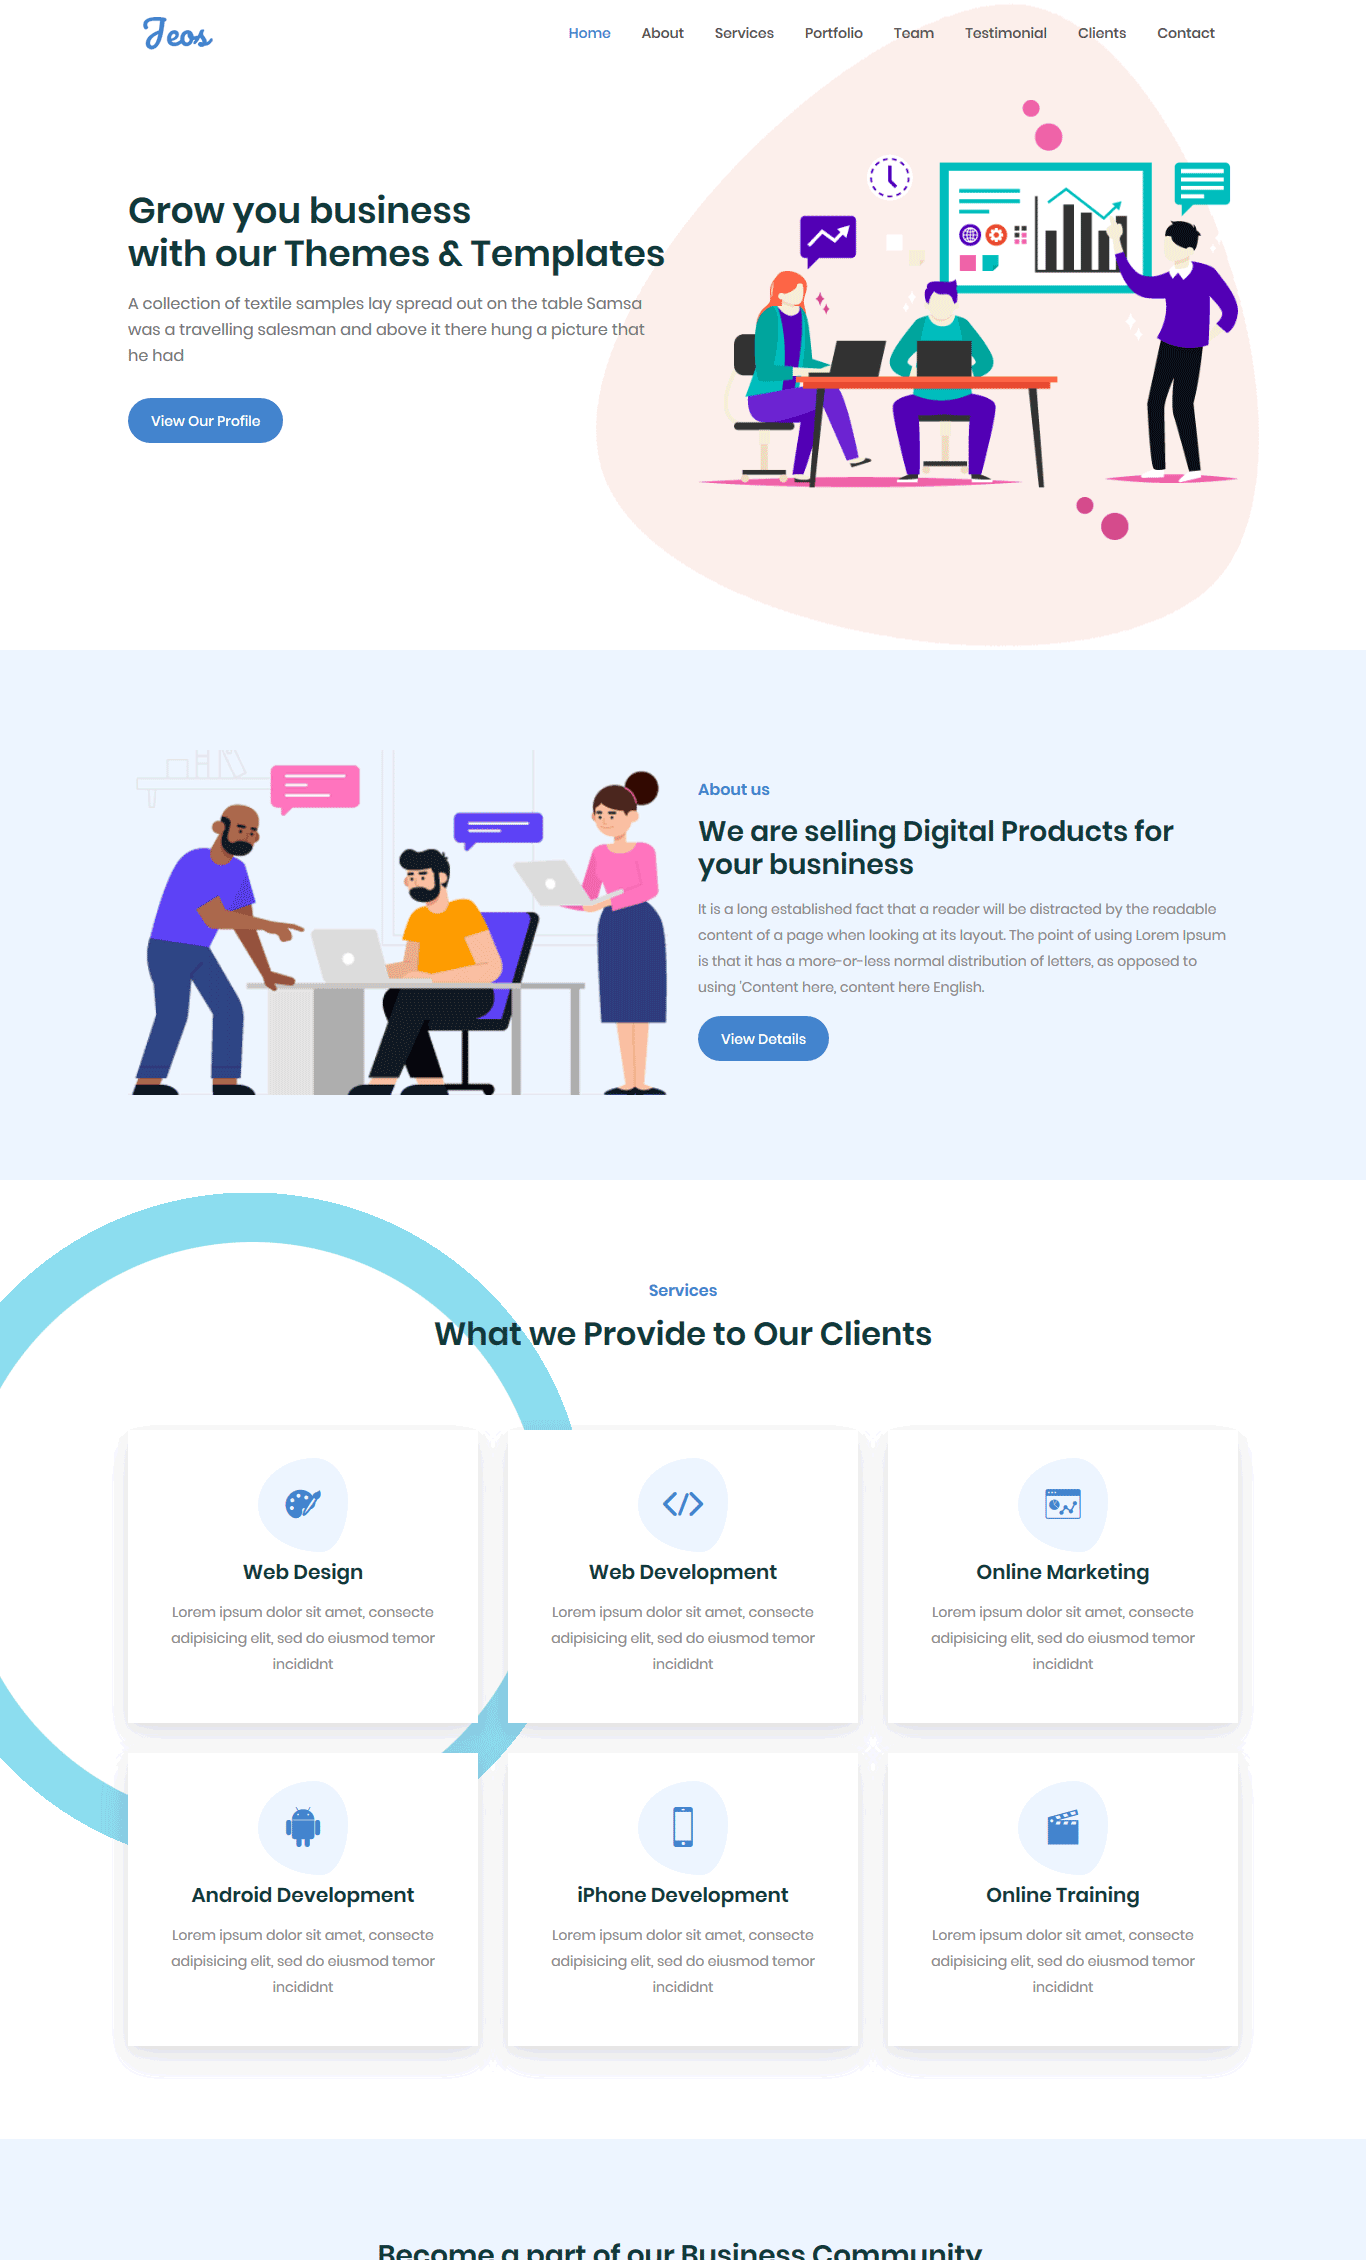 Jeos
Home About Services Portfolio Team Testimonial Clients Contact
Grow you business
with our Themes & Templates
A collection of textile samples lay spread out on the table Samsa
was a travelling salesman and above it there hung a picture that
he had
View Our Profile
About us
We are selling Digital Products for
your busniness
It is a long established fact that a reader will be distracted by the readable
content of a page when looking at its layout. The point of using Lorem Ipsum
is that it has a more-or-less normal distribution of letters, as opposed to
using 'Content here, content here English.
View Details
Services
What we Provide to Our Clients
Web Design
Lorem ipsum dolor sit amet, consecte
adipisicing elit, sed do eiusmod temor
incididnt
Web Development
Lorem ipsum dolor sit amet, consecte
adipisicing elit, sed do eiusmod temor
incididnt
Online Marketing
Lorem ipsum dolor sit amet, consecte
adipisicing elit, sed do eiusmod temor
incididnt
Android Development
Lorem ipsum dolor sit amet, consecte
adipisicing elit, sed do eiusmod temor
incididnt
iPhone Development
Lorem ipsum dolor sit amet, consecte
adipisicing elit, sed do eiusmod temor
incididnt
Online Training
Lorem ipsum dolor sit amet, consecte
adipisicing elit, sed do eiusmod temor
incididnt
Become a part of our Business Community